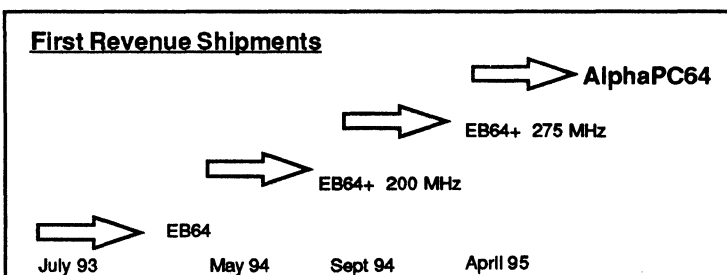 First Revenue Shipments
AlphaPC64
EB64+ 275 MHz
EB64+ 200 MHz
EB64
July 93 May 94 Sept 94 April 95